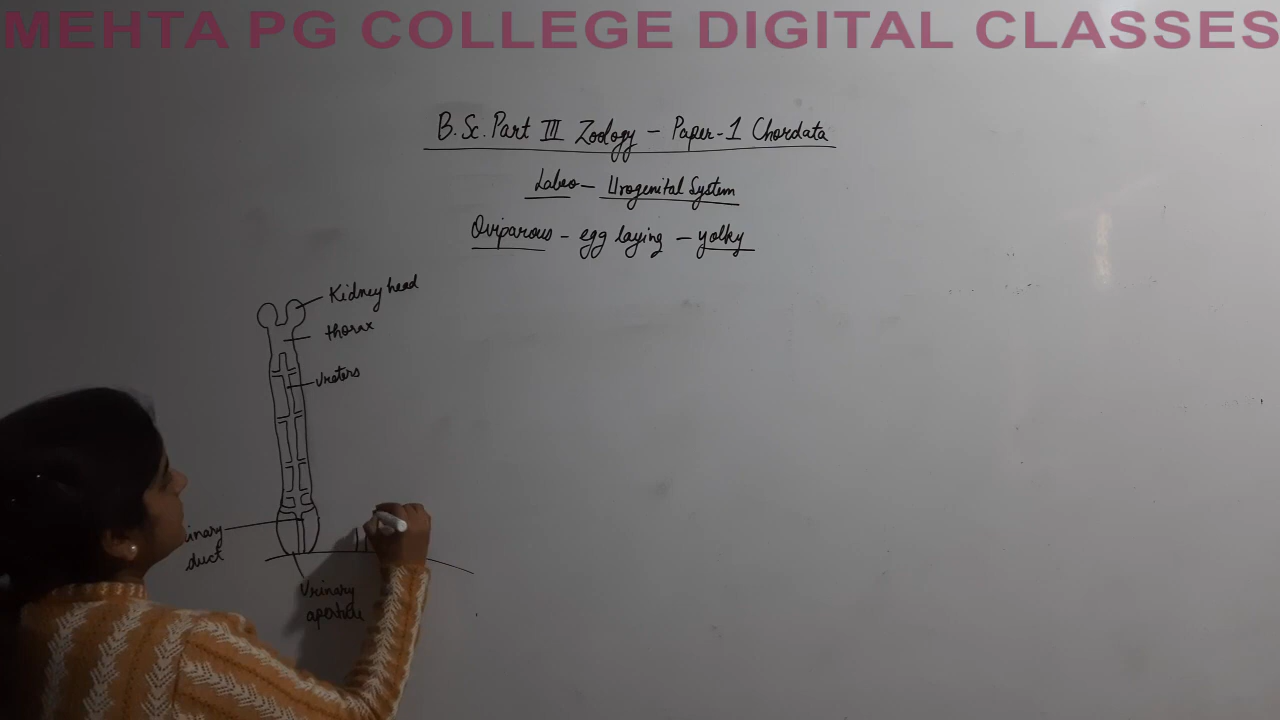 MEHTA PG COLLEGE DIGITAL CLASSES
B.Sc. Part III Zoology - Paper-1 Chordata
Labeo - Urogenital System
Oviparous - egg laying - yolky
Kidney head
thorax
Ureters
inary
duct
Urinary
aperture